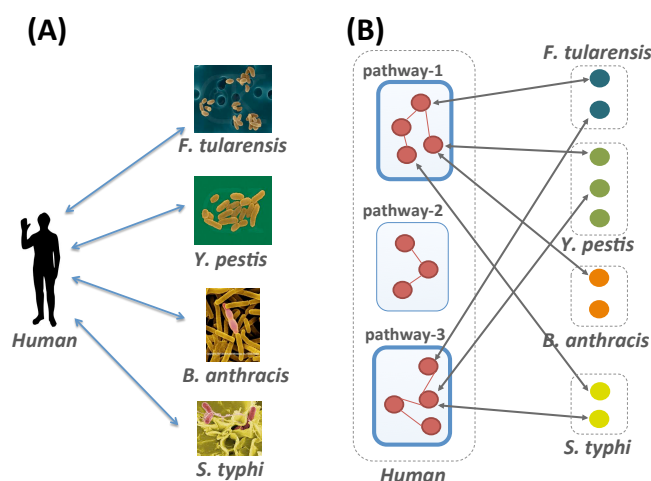 (A)
F. tularensis
Y. pestis
Human
B. anthracis
S. typhi
(B)
F. tularensis
pathway-1
pathway-2
Y. pestis
pathway-3
B. anthracis
S. typhi
Human